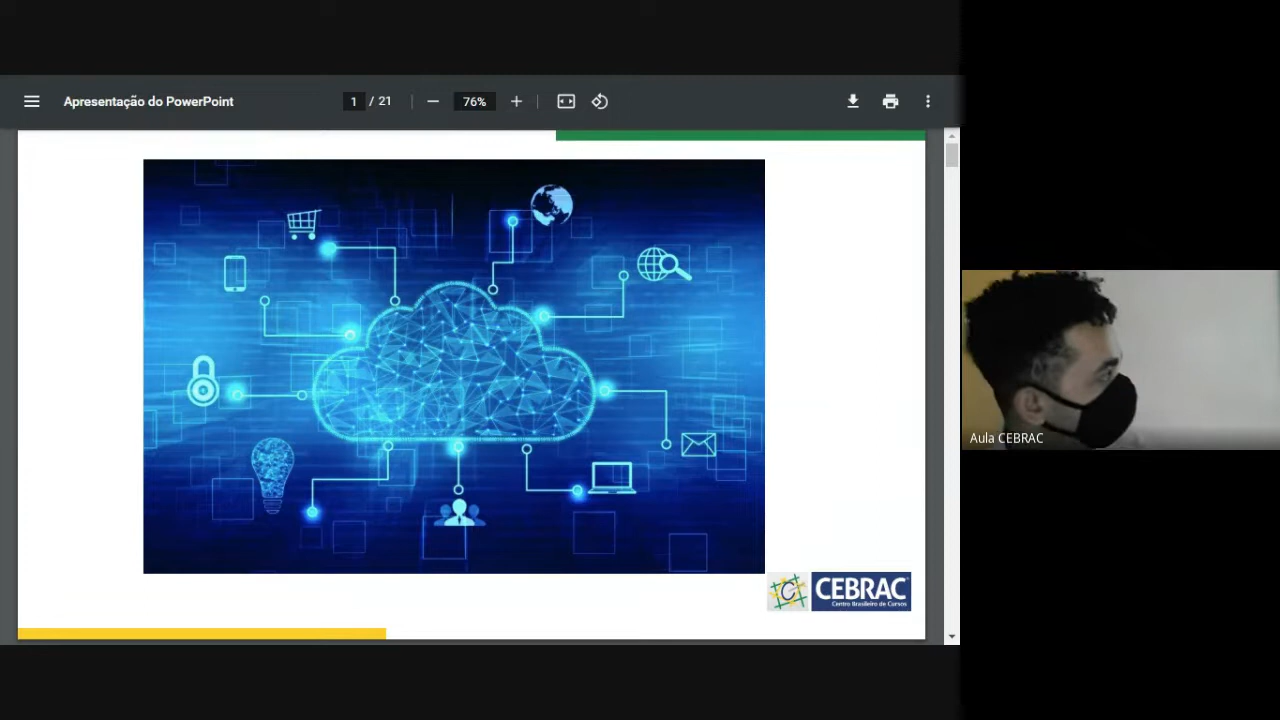 Apresentação do PowerPoint
1 / 21
76%
CEBRAC
Centro Brasileiro de Cursos
Aula CEBRAC